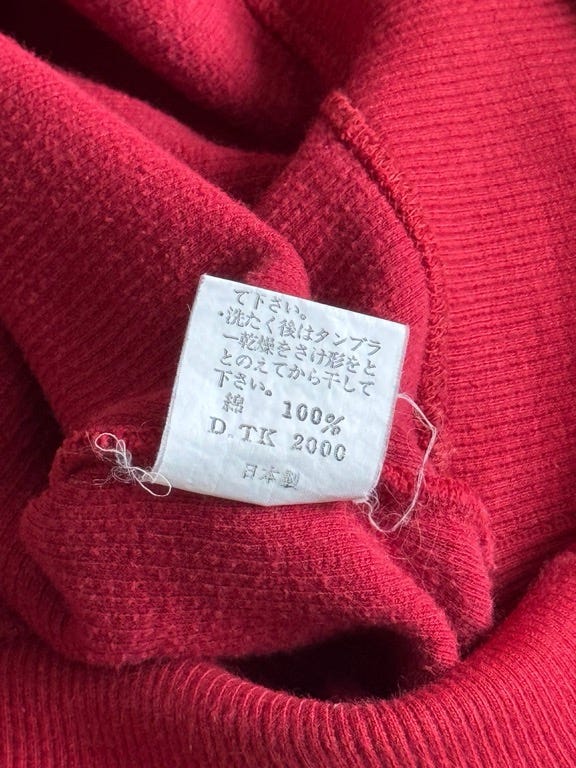 て下さい。
・洗たく後はタンブラ
ー乾燥をさけ形をと
とのえてから干して
下さい。
綿 100%
D.TK 2000
日本製